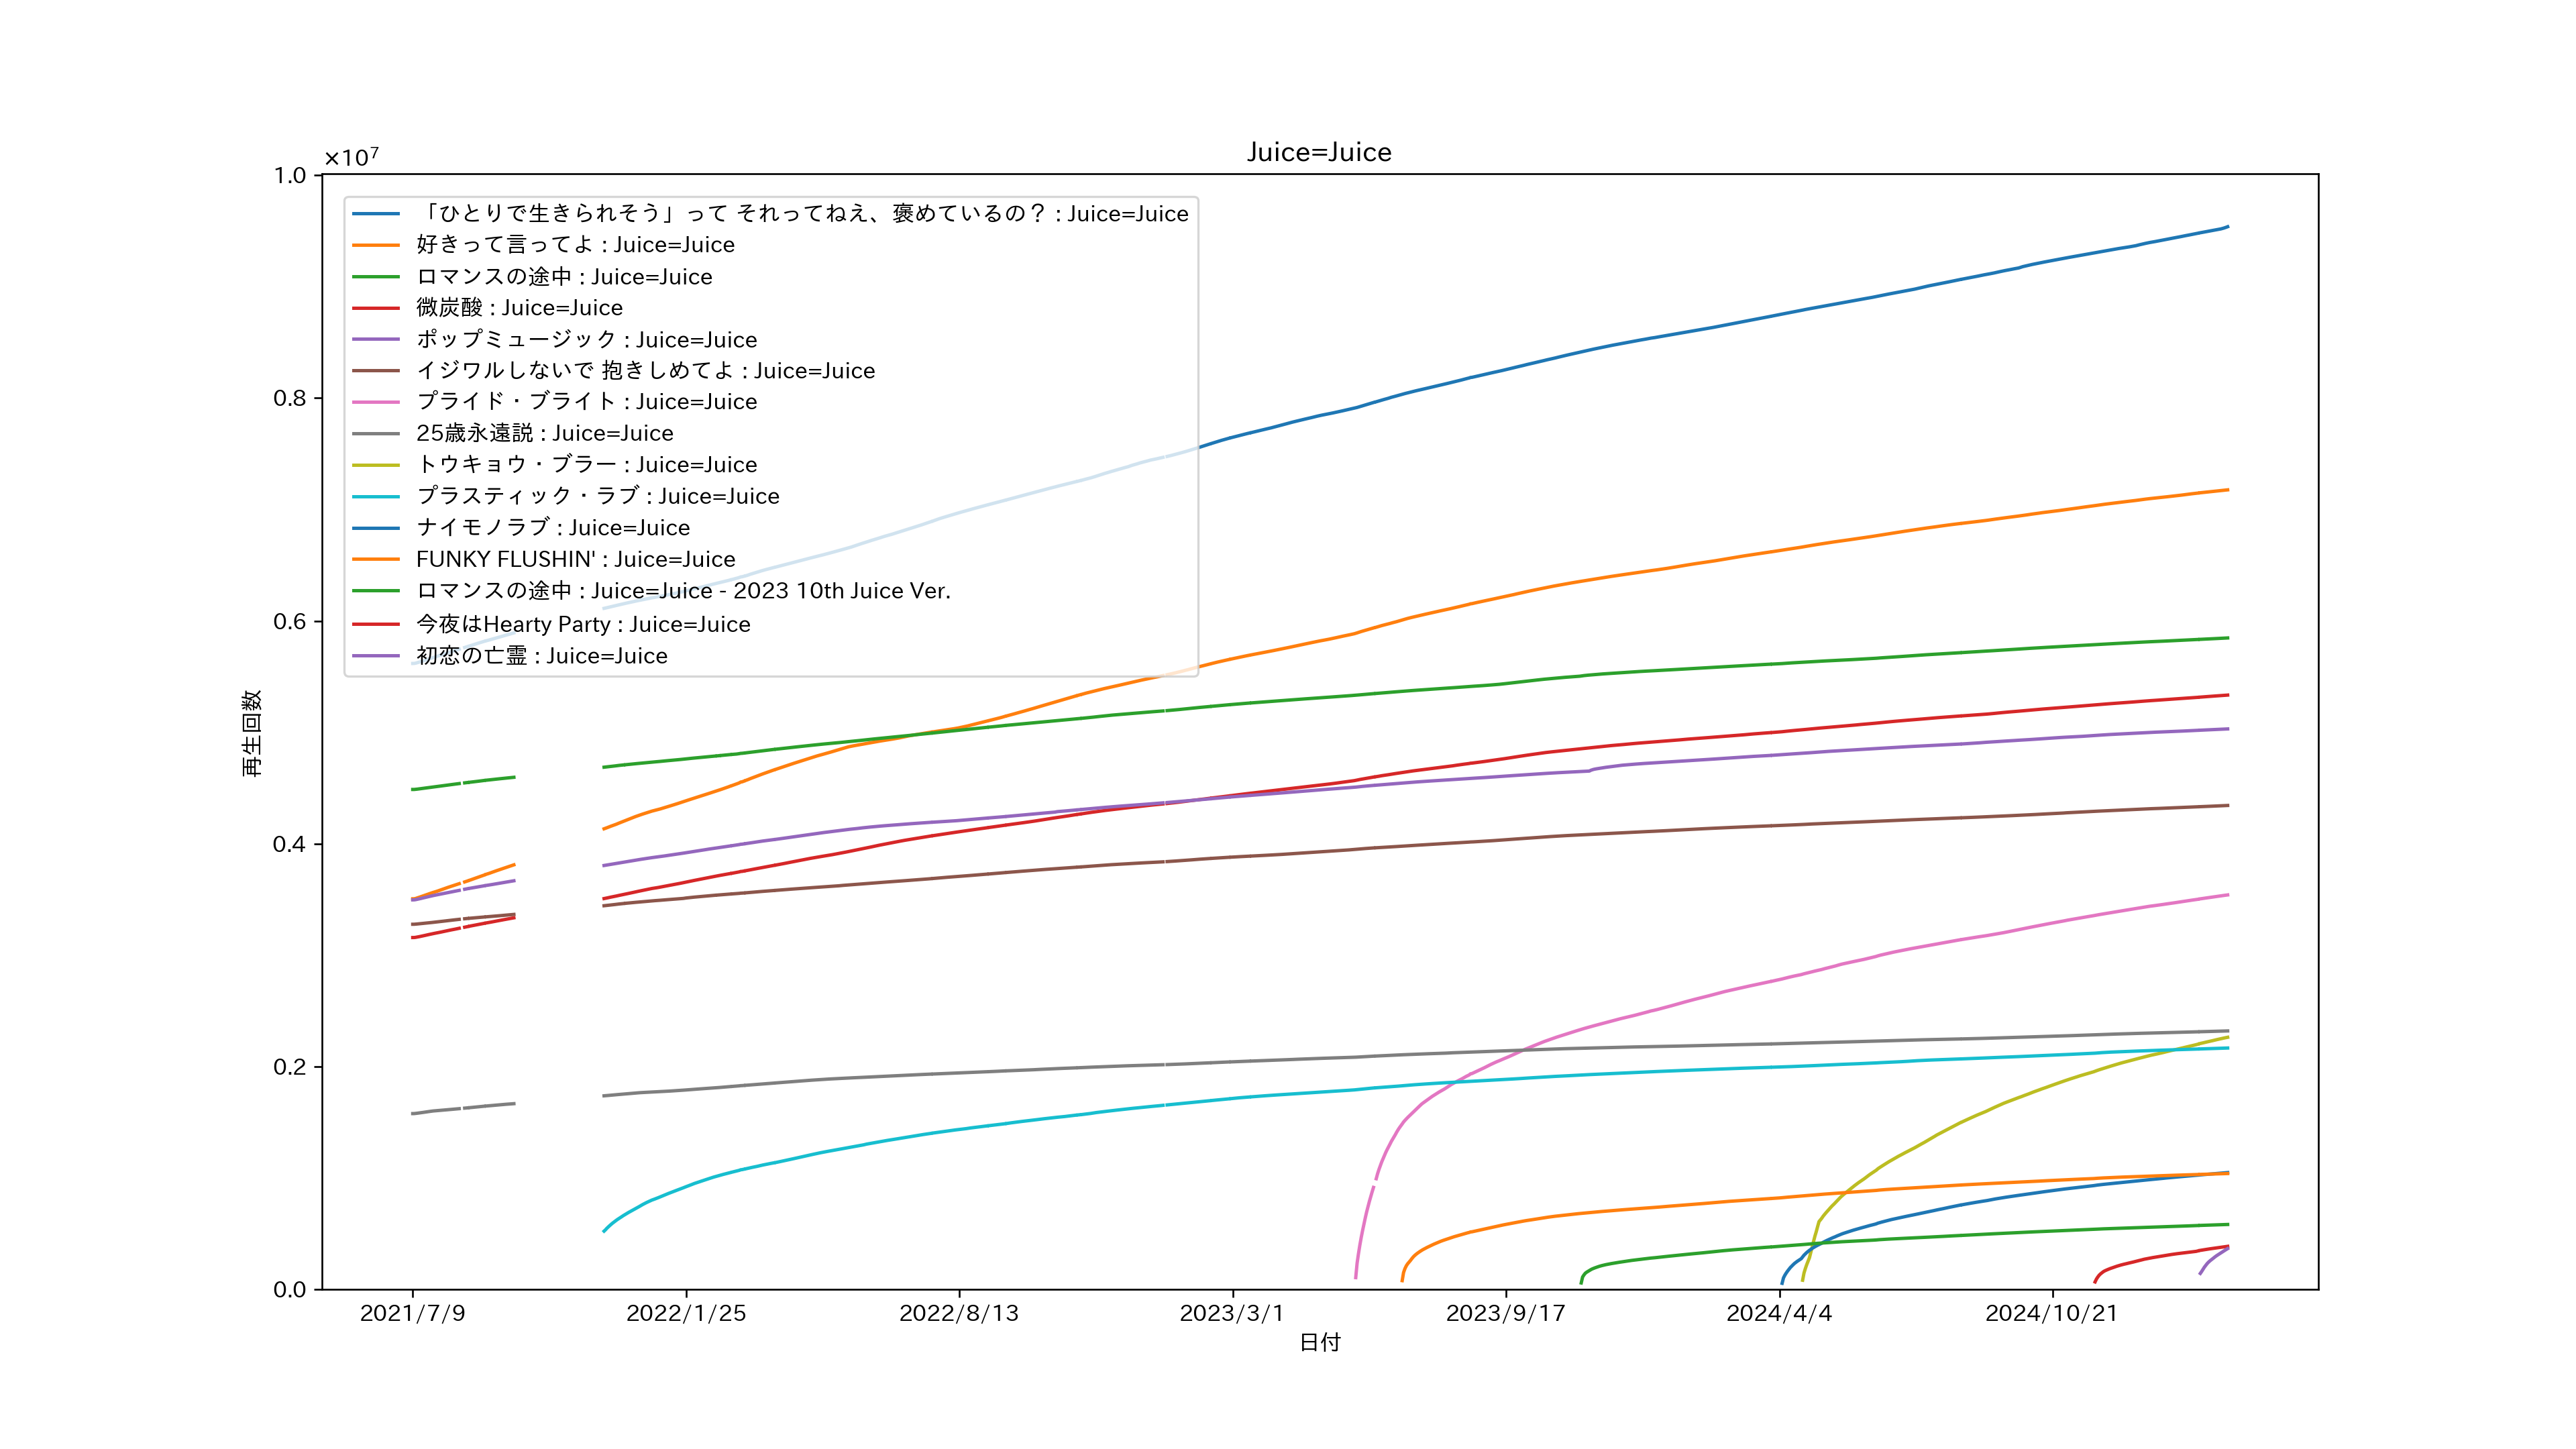 Juice=Juice
×10⁷
1.0
0.8
0.6
0.4
0.2
0.0
再生回数
「ひとりで生きられそう」って それってねえ、褒めているの? : Juice=Juice
好きって言ってよ : Juice=Juice
ロマンスの途中 : Juice=Juice
微炭酸 : Juice=Juice
ポップミュージック : Juice=Juice
イジワルしないで 抱きしめてよ : Juice=Juice
プライド・ブライト : Juice=Juice
25歳永遠説 : Juice=Juice
トウキョウ・ブラー : Juice=Juice
プラスティック・ラブ : Juice=Juice
ナイモノラブ : Juice=Juice
FUNKY FLUSHIN' : Juice=Juice
ロマンスの途中 : Juice=Juice - 2023 10th Juice Ver.
今夜はHearty Party : Juice=Juice
初恋の亡霊 : Juice=Juice
2021/7/9 2022/1/25 2022/8/13 2023/3/1 2023/9/17 2024/4/4 2024/10/21
日付